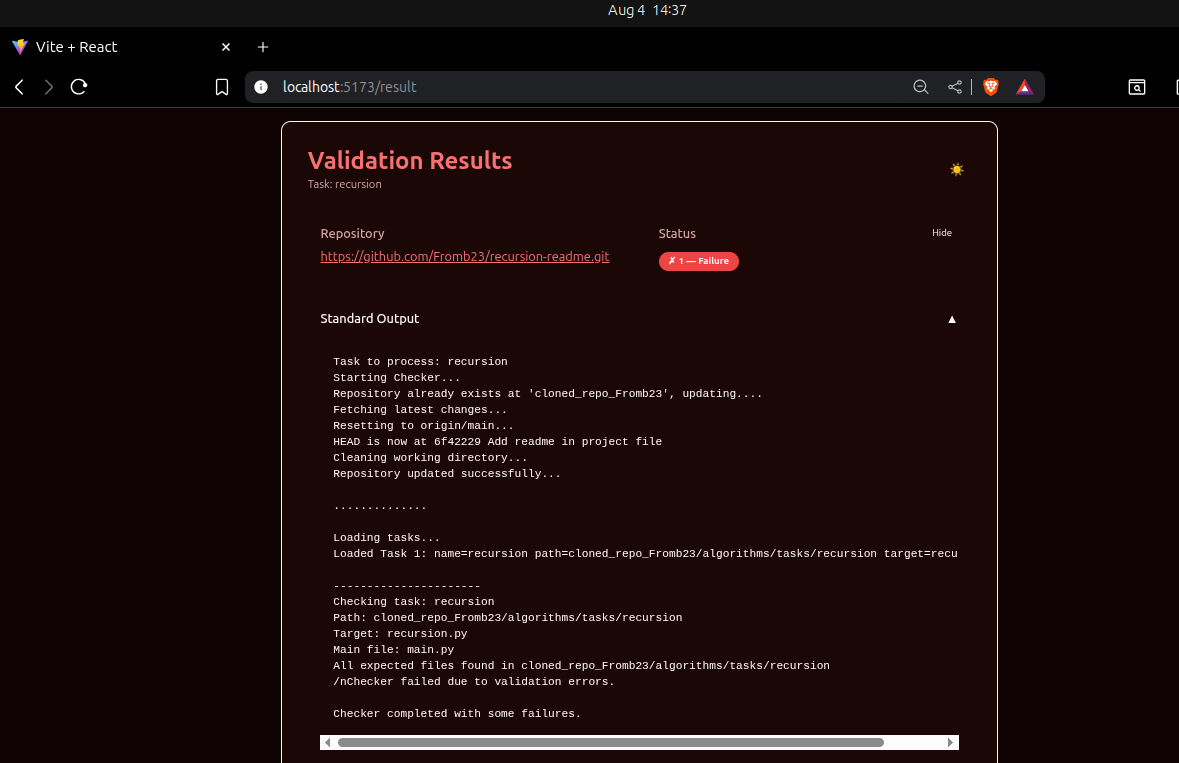 Aug 4 14:37
Vite + React
localhost:5173/result
Validation Results
Task: recursion
Repository
Status
Hide
https://github.com/Fromb23/recursion-readme.git
✗ 1 — Failure
Standard Output
Task to process: recursion
Starting Checker...
Repository already exists at 'cloned_repo_Fromb23', updating....
Fetching latest changes...
Resetting to origin/main...
HEAD is now at 6f42229 Add readme in project file
Cleaning working directory...
Repository updated successfully...
..............
Loading tasks...
Loaded Task 1: name=recursion path=cloned_repo_Fromb23/algorithms/tasks/recursion target=recu
----------------------
Checking task: recursion
Path: cloned_repo_Fromb23/algorithms/tasks/recursion
Target: recursion.py
Main file: main.py
All expected files found in cloned_repo_Fromb23/algorithms/tasks/recursion
/nChecker failed due to validation errors.
Checker completed with some failures.